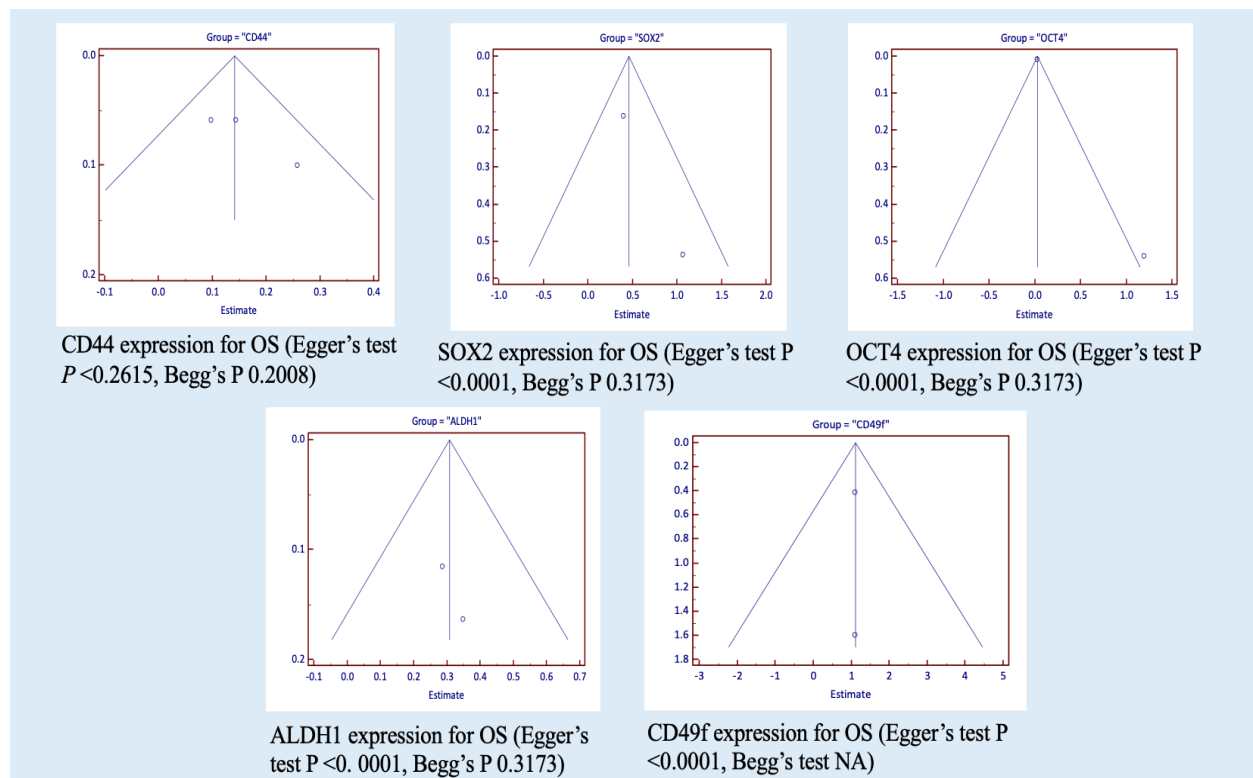 Group = "CD44"
0.0
0.1
0.2
-0.1 0.0 0.1 0.2 0.3 0.4
Estimate
CD44 expression for OS (Egger’s test
P <0.2615, Begg’s P 0.2008)
Group = "SOX2"
0.0
0.1
0.2
0.3
0.4
0.5
0.6
-1.0 -0.5 0.0 0.5 1.0 1.5 2.0
Estimate
SOX2 expression for OS (Egger’s test P
<0.0001, Begg’s P 0.3173)
Group = "OCT4"
0.0
0.1
0.2
0.3
0.4
0.5
0.6
-1.5 -1.0 -0.5 0.0 0.5 1.0 1.5
Estimate
OCT4 expression for OS (Egger’s test P
<0.0001, Begg’s P 0.3173)
Group = "ALDH1"
0.0
0.1
0.2
-0.1 0.0 0.1 0.2 0.3 0.4 0.5 0.6 0.7
Estimate
ALDH1 expression for OS (Egger’s
test P <0. 0001, Begg’s P 0.3173)
Group = "CD49f"
0.0
0.2
0.4
0.6
0.8
1.0
1.2
1.4
1.6
1.8
-3 -2 -1 0 1 2 3 4 5
Estimate
CD49f expression for OS (Egger’s test P
<0.0001, Begg’s test NA)